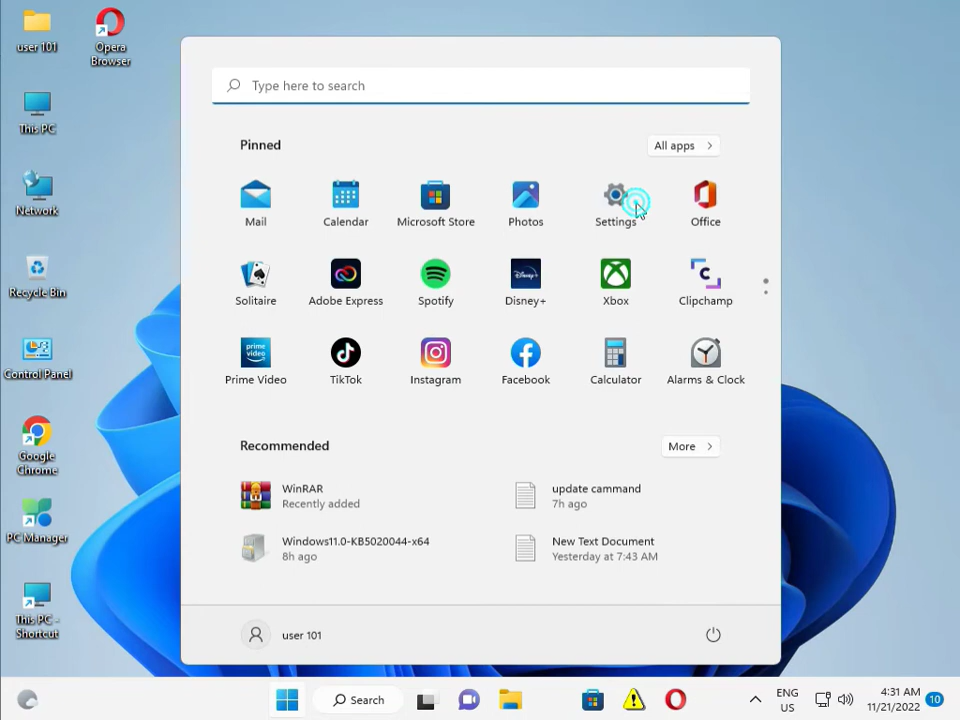 user 101
Opera
Browser
This PC
Network
Recycle Bin
Control Panel
Google
Chrome
PC Manager
This PC -
Shortcut
Type here to search
Pinned
All apps
Mail
Calendar
Microsoft Store
Photos
Settings
Office
Solitaire
Adobe Express
Spotify
Disney+
Disney+
Xbox
Clipchamp
prime
video
Prime Video
TikTok
Instagram
Facebook
Calculator
Alarms & Clock
Recommended
More
WinRAR
Recently added
update cammand
7h ago
Windows11.0-KB5020044-x64
8h ago
New Text Document
Yesterday at 7:43 AM
user 101
Search
ENG
US
4:31 AM
11/21/2022
10